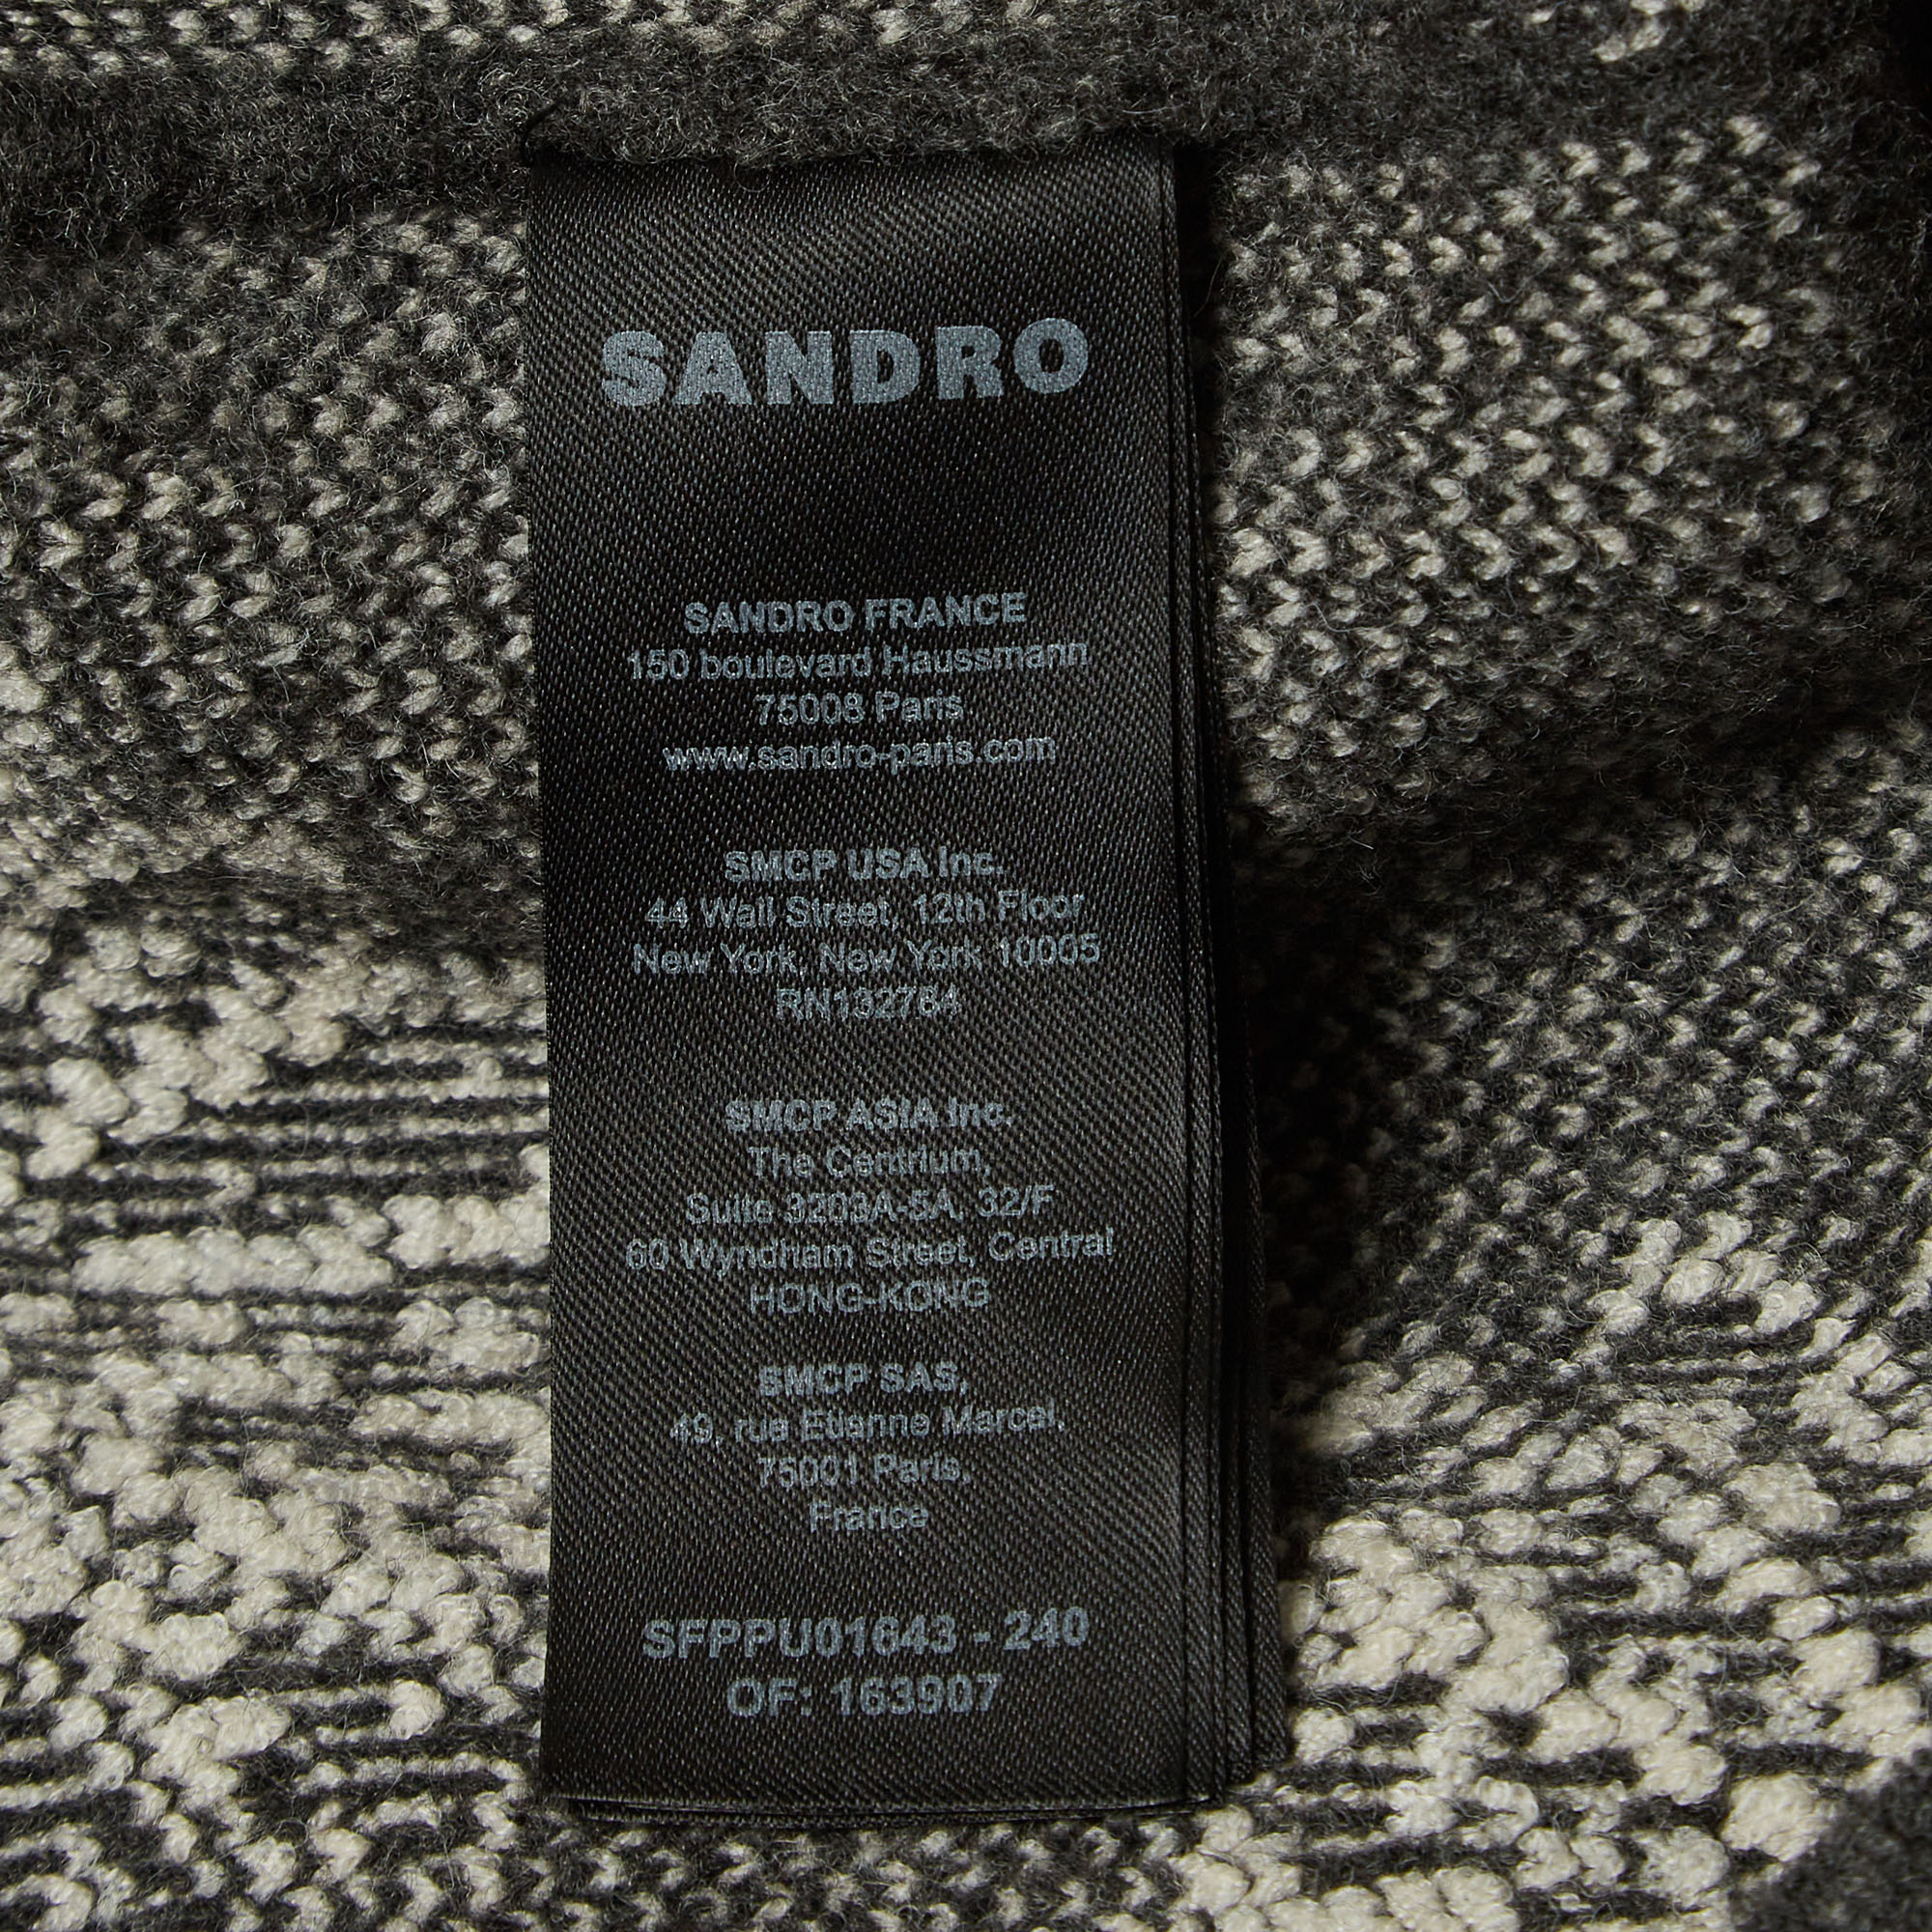 SANDRO
SANDRO FRANCE
150 boulevard Haussmann
75008 Paris
www.sandro-paris.com
SMCP USA Inc.
44 Wall Street, 12th Floor
New York, New York 10005
RN132764
SMCP ASIA Inc.
The Centrium,
Suite 3203A-5A, 32/F
60 Wyndham Street, Central
HONG-KONG
SMCP SAS,
49, rue Etienne Marcel,
75001 Paris,
France
SFPPU01643 - 240
OF: 163907